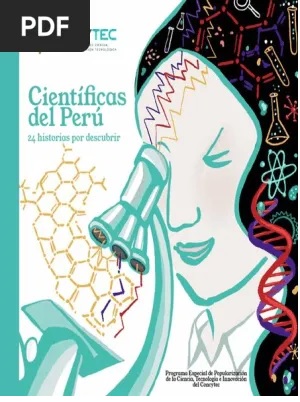 PDF
YTEC
Científicas
del Perú
24 historias por descubrir
Programa Especial de Popularización
de la Ciencia, Tecnología e Innovación
del Concytec